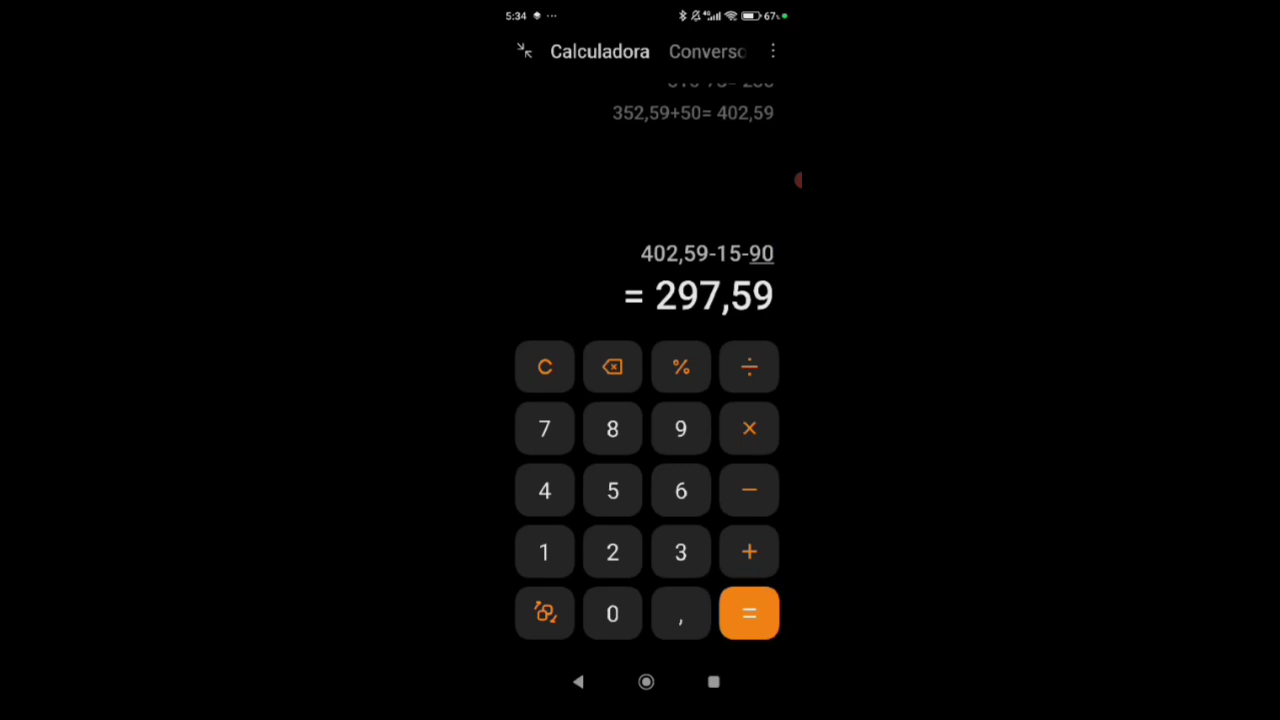 5:34 ... 4G 67%
Calculadora Converso
352,59+50= 402,59
402,59-15-90
= 297,59
C % ÷
7 8 9 ×
4 5 6 −
1 2 3 +
0 , =